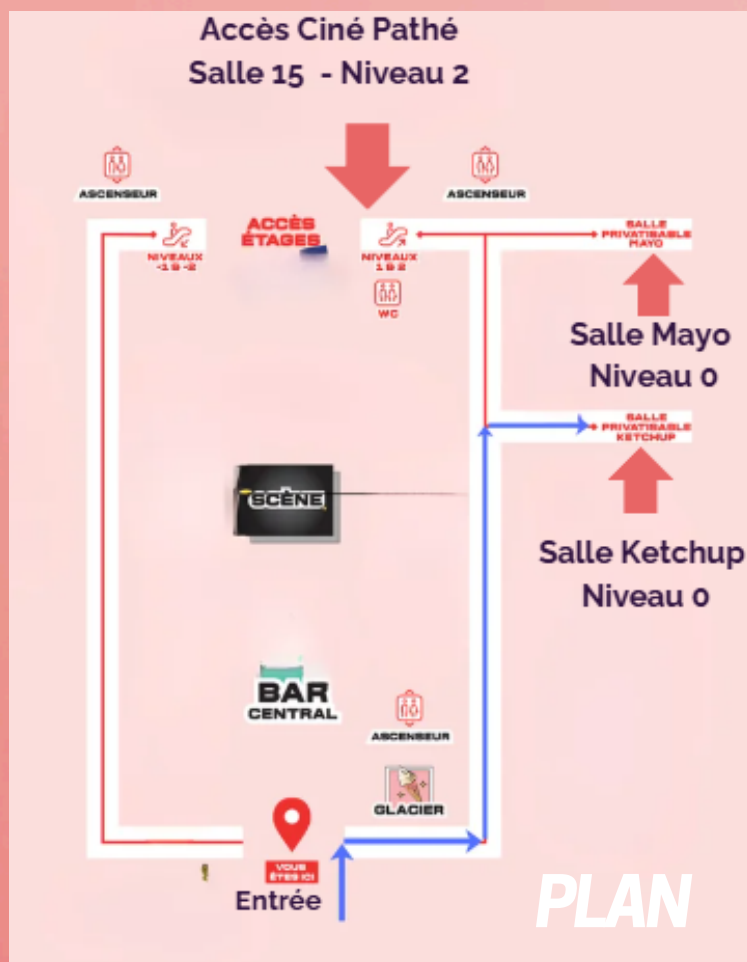 Accès Ciné Pathé
Salle 15 - Niveau 2
ASCENSEUR
ASCENSEUR
ACCÈS
ÉTAGES
NIVEAUX
-1 & -2
NIVEAUX
1 & 2
WC
SALLE
PRIVATISABLE
MAYO
Salle Mayo
Niveau 0
SALLE
PRIVATISABLE
KETCHUP
Salle Ketchup
Niveau 0
SCÈNE
BAR
CENTRAL
ASCENSEUR
GLACIER
VOUS
ÊTES ICI
Entrée
PLAN